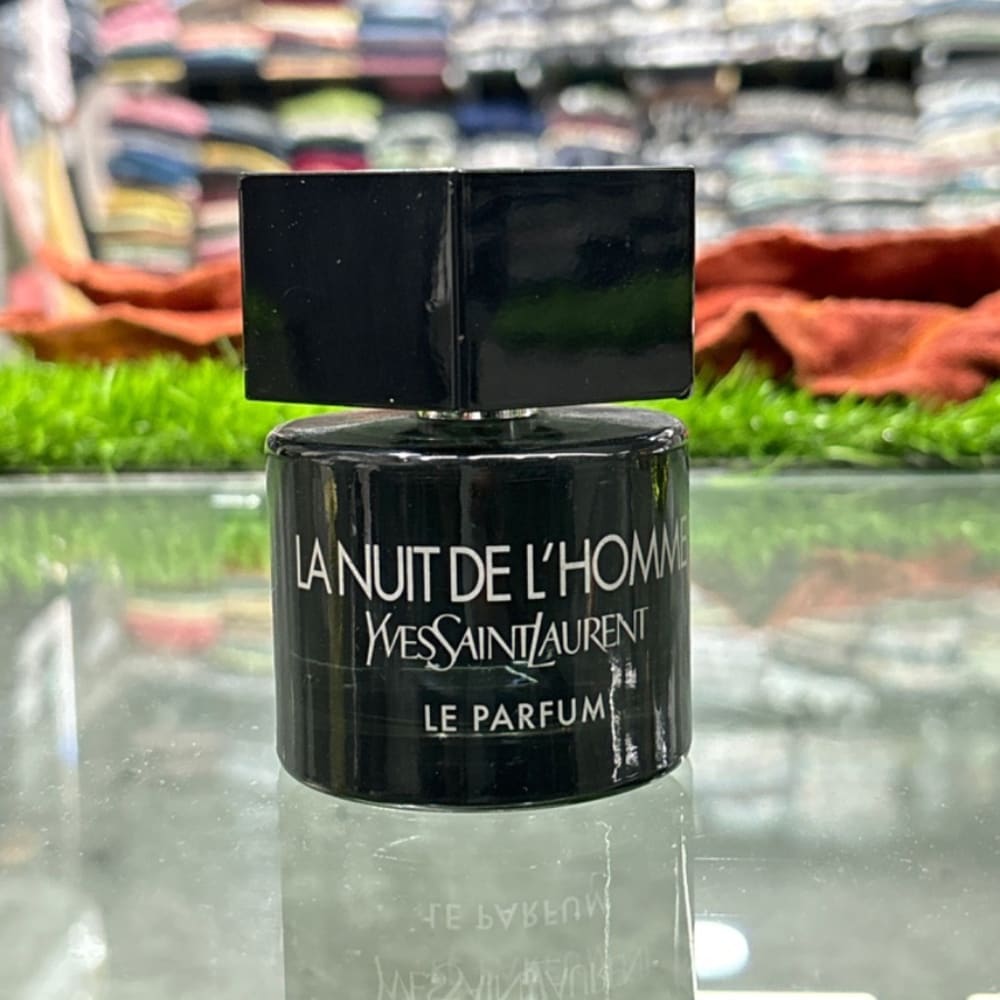 LA NUIT DE L'HOMME
YVESSAINTLAURENT
LE PARFUM